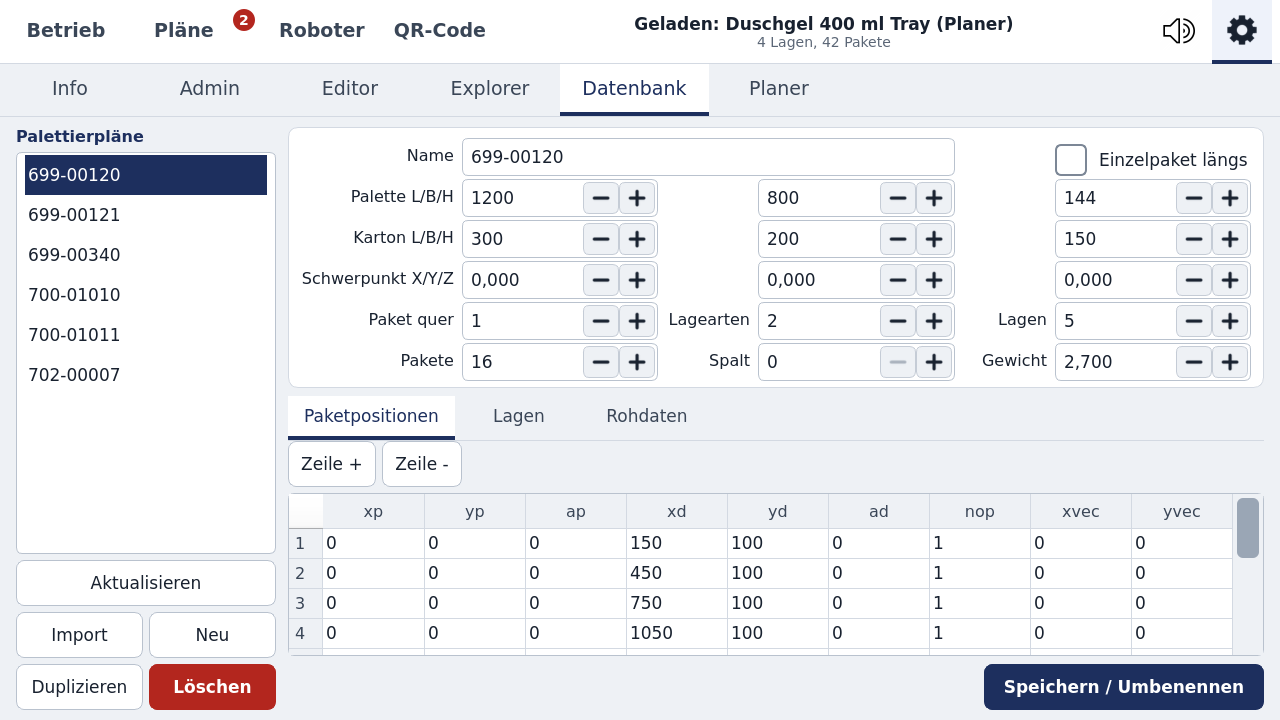 Betrieb Pläne 2 Roboter QR-Code
Geladen: Duschgel 400 ml Tray (Planer)
4 Lagen, 42 Pakete
Info Admin Editor Explorer Datenbank Planer
Palettierpläne
699-00120
699-00121
699-00340
700-01010
700-01011
702-00007
Aktualisieren
Import Neu
Duplizieren Löschen
Name 699-00120 Einzelpaket längs
Palette L/B/H 1200 800 144
Karton L/B/H 300 200 150
Schwerpunkt X/Y/Z 0,000 0,000 0,000
Paket quer 1 Lagearten 2 Lagen 5
Pakete 16 Spalt 0 Gewicht 2,700
Paketpositionen Lagen Rohdaten
Zeile + Zeile -
xp yp ap xd yd ad nop xvec yvec
1 0 0 0 150 100 0 1 0 0
2 0 0 0 450 100 0 1 0 0
3 0 0 0 750 100 0 1 0 0
4 0 0 0 1050 100 0 1 0 0
Speichern / Umbenennen